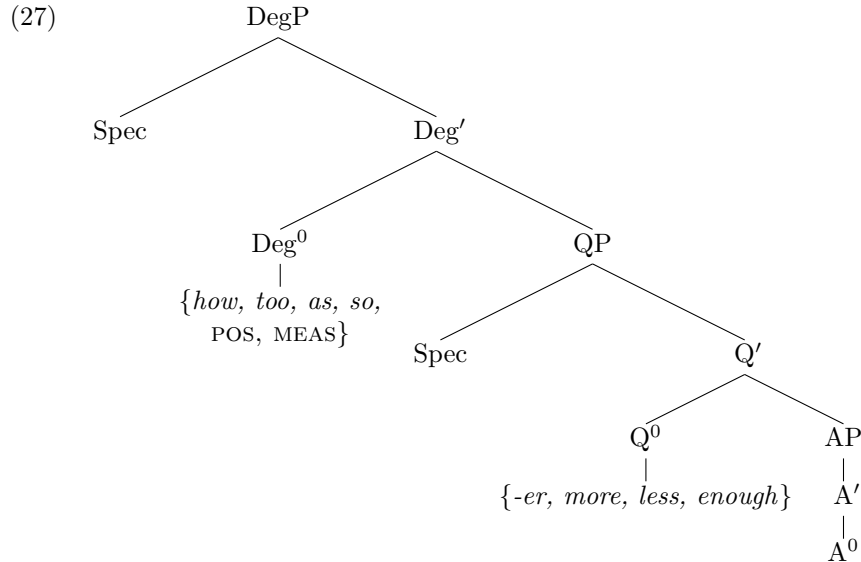 (27) DegP
Spec Deg′
Deg⁰ QP
{how, too, as, so,
POS, MEAS}
Spec Q′
Q⁰ AP
{-er, more, less, enough} A′
A⁰